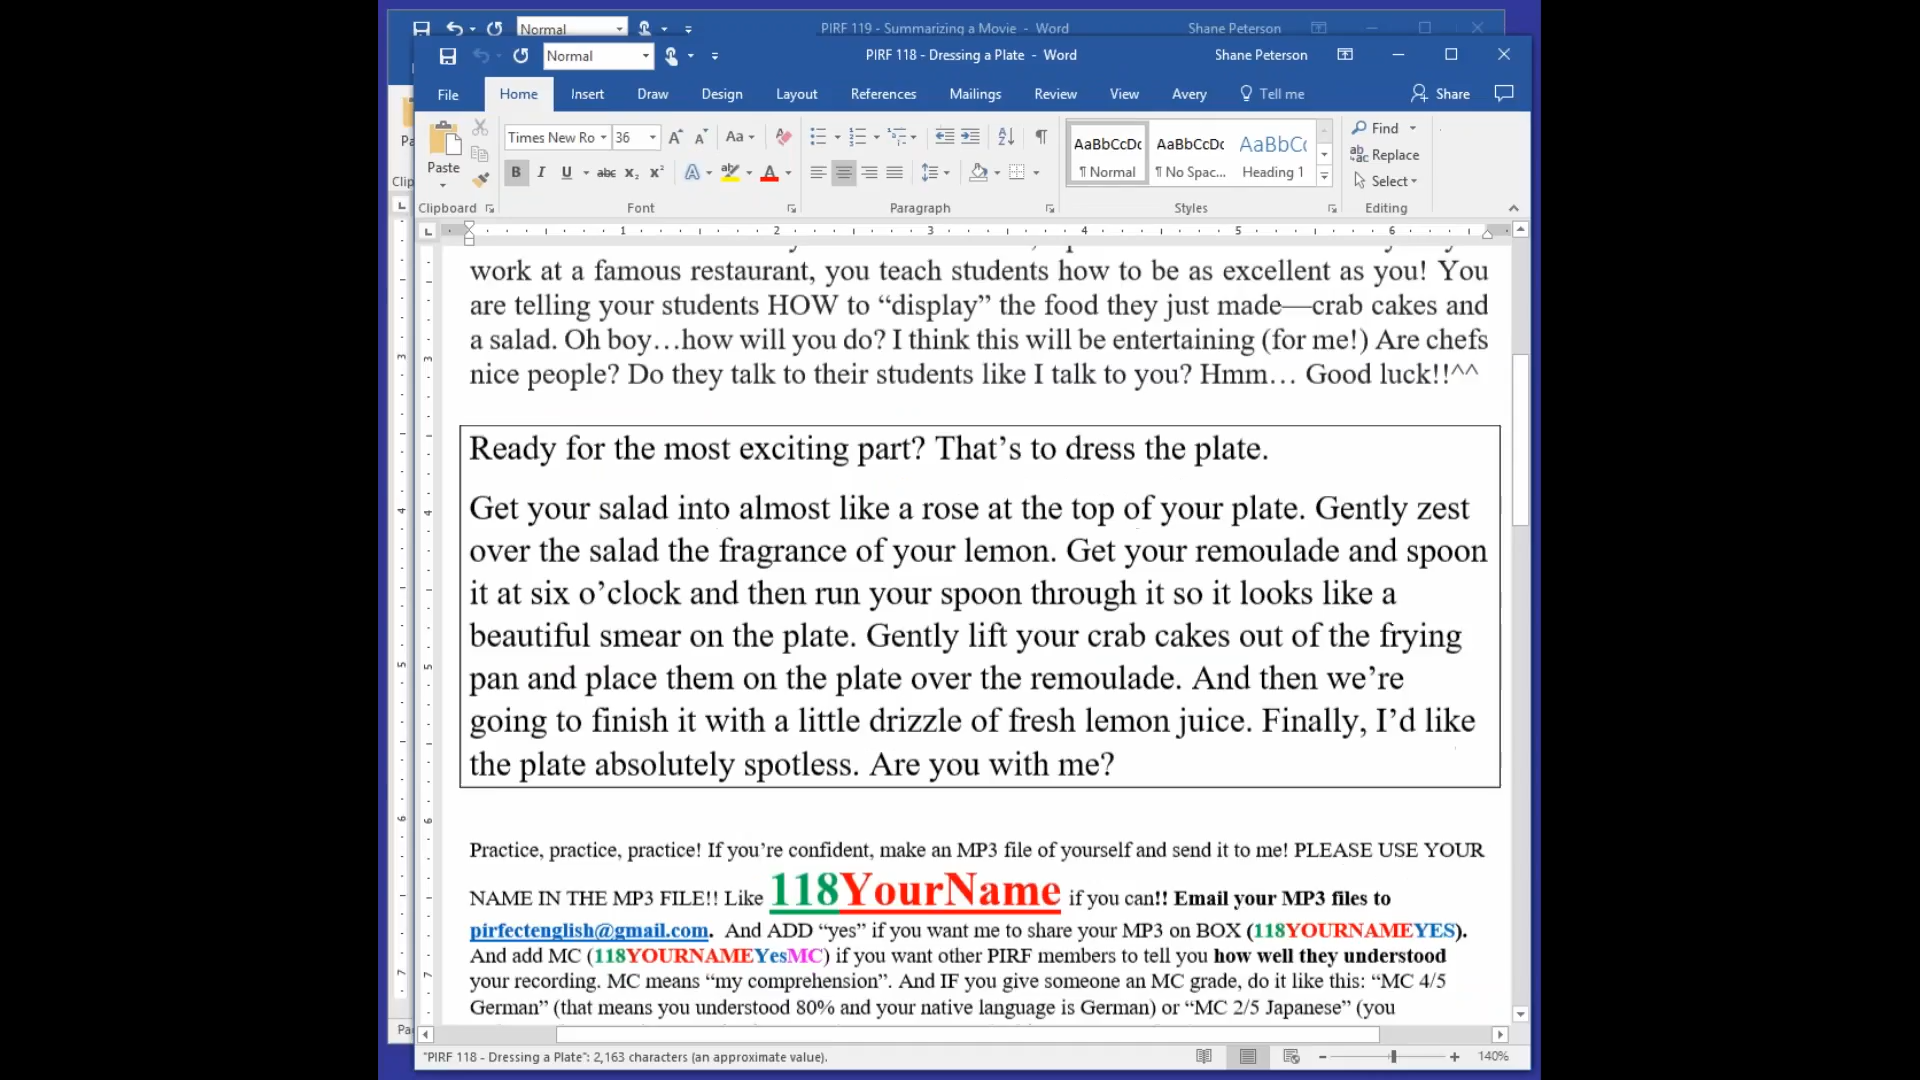 Normal
PIRF 119 - Summarizing a Movie - Word
Shane Peterson
Normal
PIRF 118 - Dressing a Plate - Word
Shane Peterson
File Home Insert Draw Design Layout References Mailings Review View Avery Tell me Share
Paste
Times New Ro 36
Aa
AaBbCcDc AaBbCcDc AaBbCc
¶ Normal ¶ No Spac... Heading 1
Find
Replace
Select
Clipboard Font Paragraph Styles Editing
1 2 3 4 5 6
work at a famous restaurant, you teach students how to be as excellent as you! You
are telling your students HOW to “display” the food they just made—crab cakes and
a salad. Oh boy…how will you do? I think this will be entertaining (for me!) Are chefs
nice people? Do they talk to their students like I talk to you? Hmm… Good luck!!^^
Ready for the most exciting part? That’s to dress the plate.
Get your salad into almost like a rose at the top of your plate. Gently zest
over the salad the fragrance of your lemon. Get your remoulade and spoon
it at six o’clock and then run your spoon through it so it looks like a
beautiful smear on the plate. Gently lift your crab cakes out of the frying
pan and place them on the plate over the remoulade. And then we’re
going to finish it with a little drizzle of fresh lemon juice. Finally, I’d like
the plate absolutely spotless. Are you with me?
Practice, practice, practice! If you’re confident, make an MP3 file of yourself and send it to me! PLEASE USE YOUR
NAME IN THE MP3 FILE!! Like 118YourName if you can!! Email your MP3 files to
pirfectenglish@gmail.com. And ADD “yes” if you want me to share your MP3 on BOX (118YOURNAMEYES).
And add MC (118YOURNAMEYesMC) if you want other PIRF members to tell you how well they understood
your recording. MC means “my comprehension”. And IF you give someone an MC grade, do it like this: “MC 4/5
German” (that means you understood 80% and your native language is German) or “MC 2/5 Japanese” (you
"PIRF 118 - Dressing a Plate": 2,163 characters (an approximate value).
140%